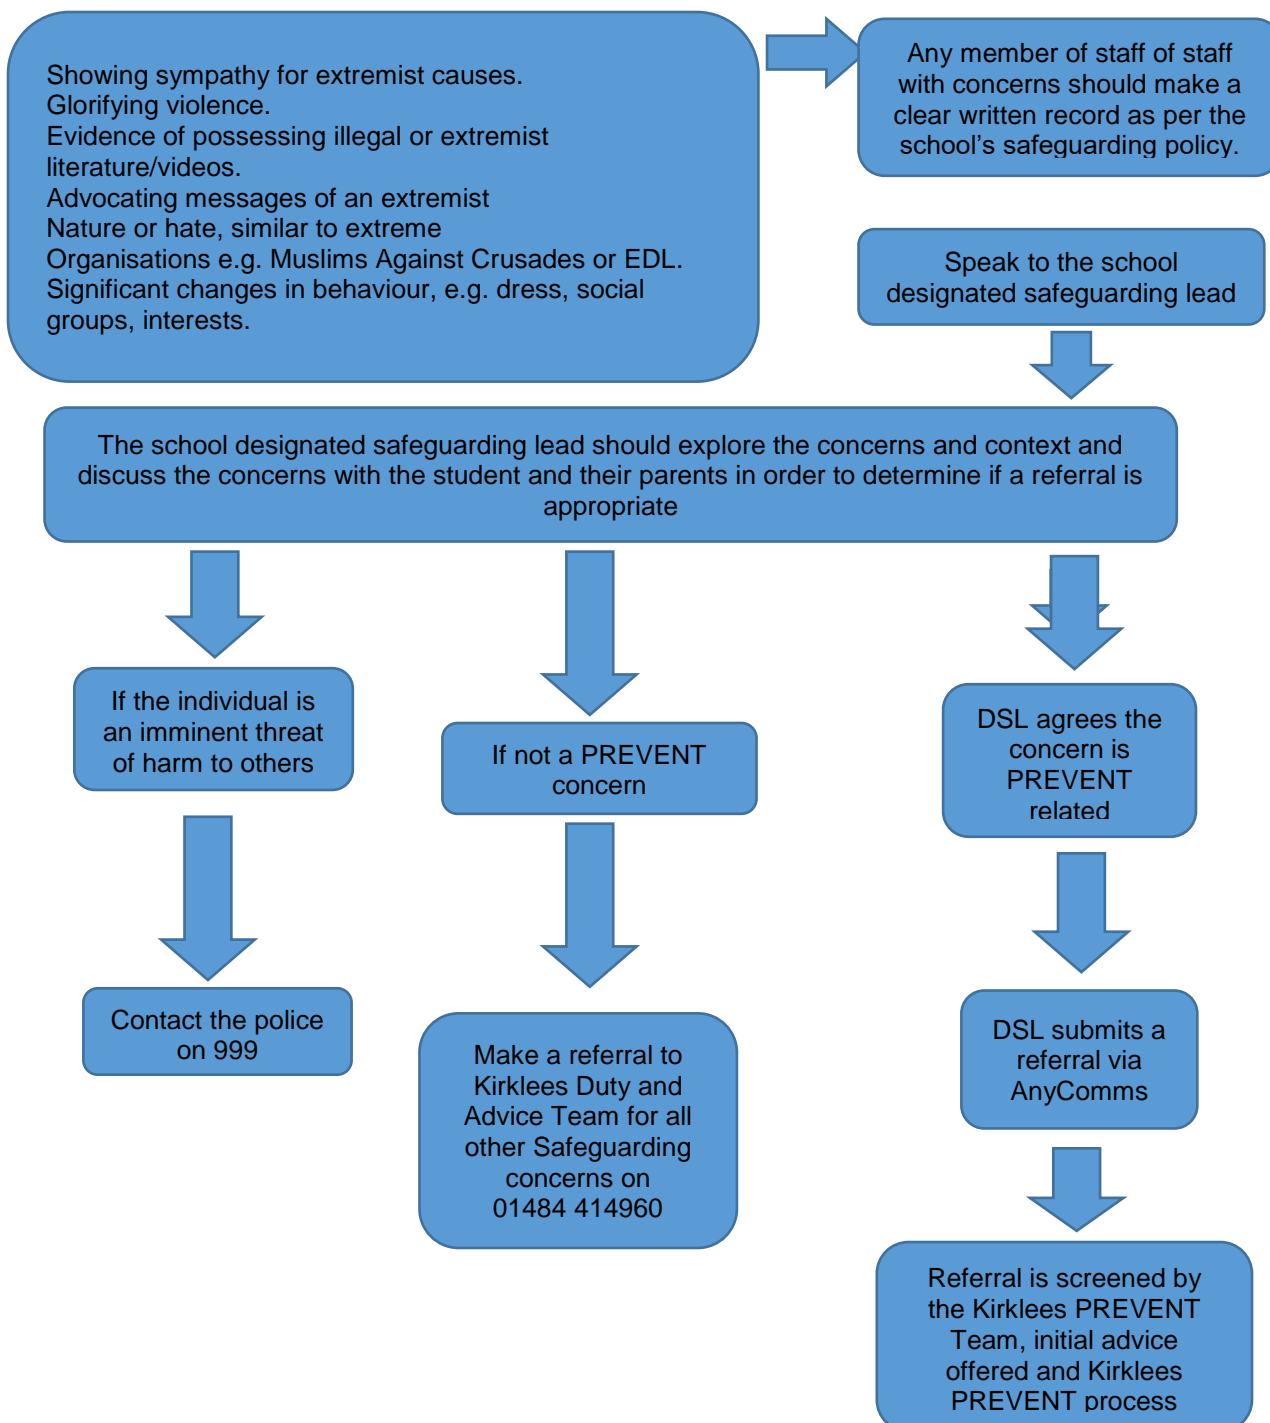 Showing sympathy for extremist causes.
Glorifying violence.
Evidence of possessing illegal or extremist
literature/videos.
Advocating messages of an extremist
Nature or hate, similar to extreme
Organisations e.g. Muslims Against Crusades or EDL.
Significant changes in behaviour, e.g. dress, social
groups, interests.
Any member of staff of staff
with concerns should make a
clear written record as per the
school’s safeguarding policy.
Speak to the school
designated safeguarding lead
The school designated safeguarding lead should explore the concerns and context and
discuss the concerns with the student and their parents in order to determine if a referral is
appropriate
If the individual is
an imminent threat
of harm to others
If not a PREVENT
concern
DSL agrees the
concern is
PREVENT
related
Contact the police
on 999
Make a referral to
Kirklees Duty and
Advice Team for all
other Safeguarding
concerns on
01484 414960
DSL submits a
referral via
AnyComms
Referral is screened by
the Kirklees PREVENT
Team, initial advice
offered and Kirklees
PREVENT process